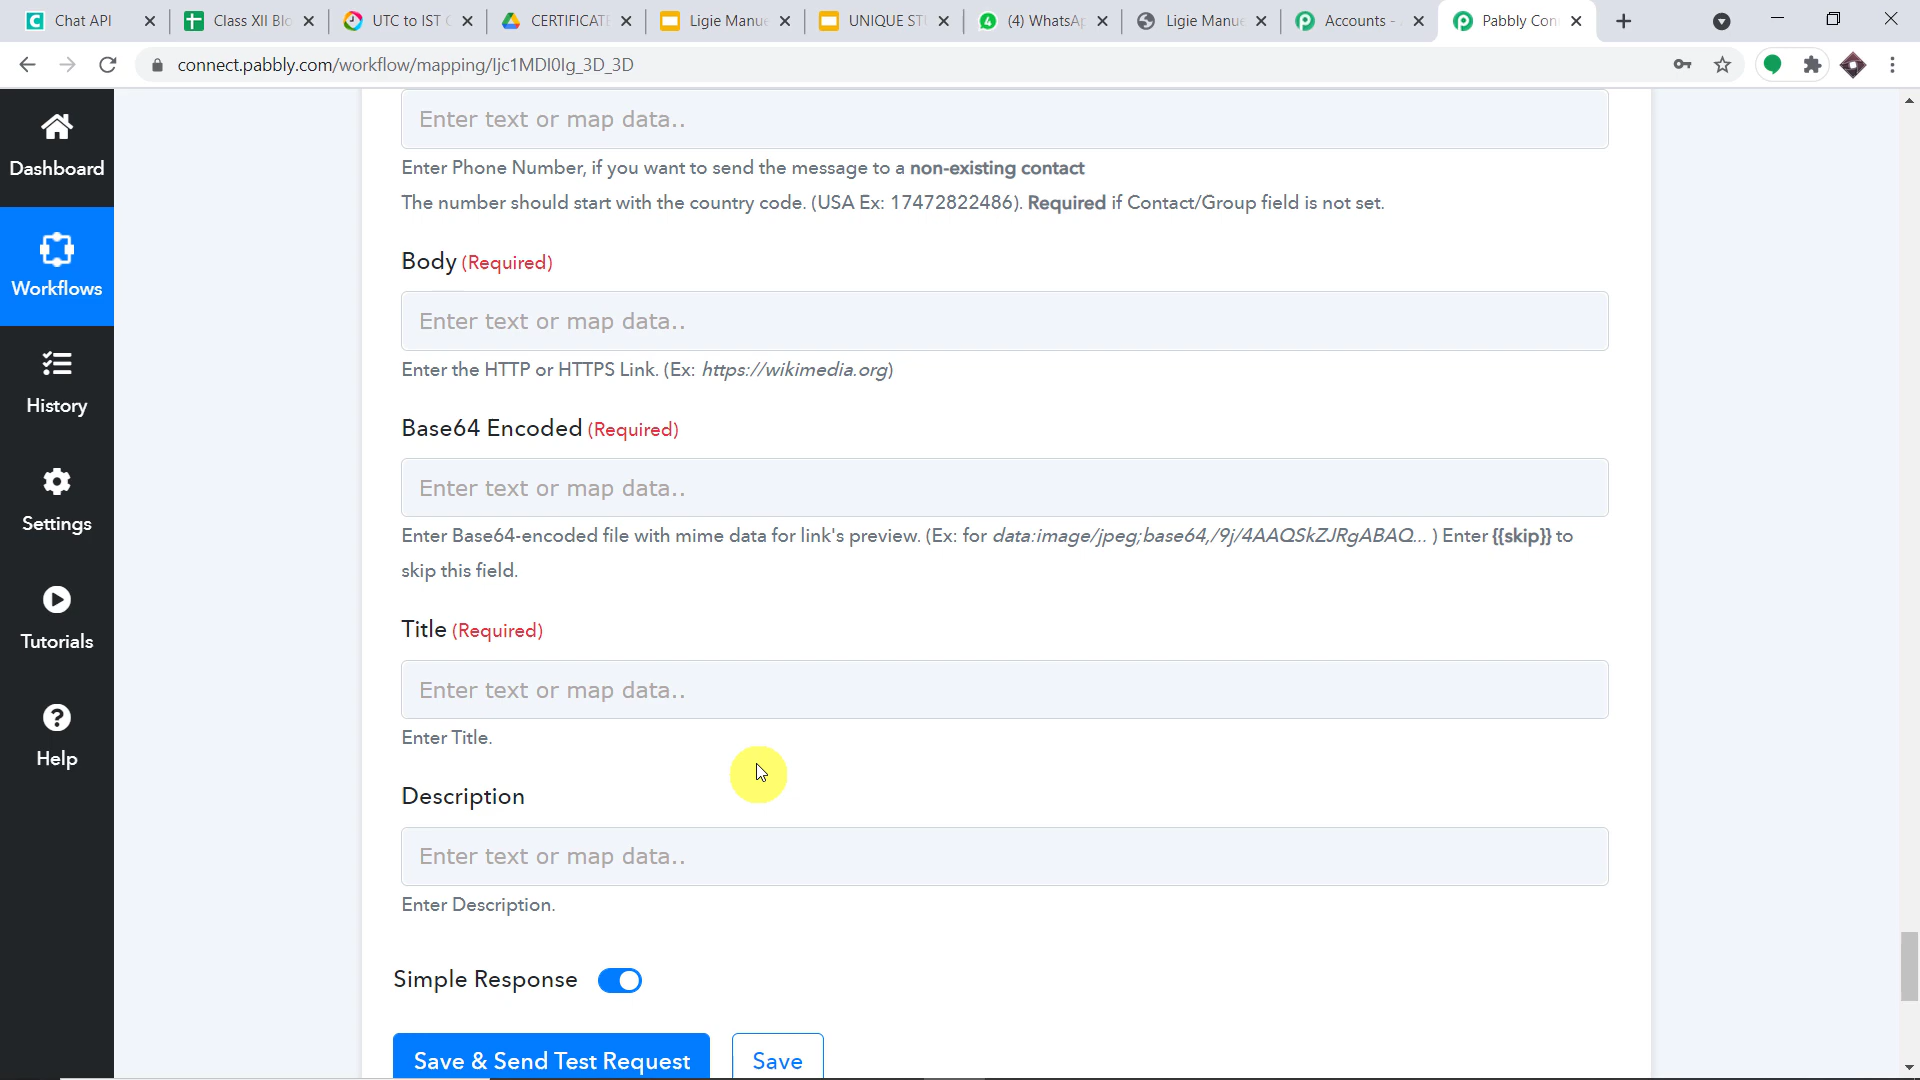 Chat API
Class XII Blo
UTC to IST C
CERTIFICATE
Ligie Manue
UNIQUE STU
(4) WhatsAp
Ligie Manue
Accounts -
Pabbly Con
connect.pabbly.com/workflow/mapping/Ijc1MDI0Ig_3D_3D
Dashboard
Workflows
History
Settings
Tutorials
Help
Enter text or map data..
Enter Phone Number, if you want to send the message to a non-existing contact
The number should start with the country code. (USA Ex: 17472822486). Required if Contact/Group field is not set.
Body (Required)
Enter text or map data..
Enter the HTTP or HTTPS Link. (Ex: https://wikimedia.org)
Base64 Encoded (Required)
Enter text or map data..
Enter Base64-encoded file with mime data for link's preview. (Ex: for data:image/jpeg;base64,/9j/4AAQSkZJRgABAQ... ) Enter {{skip}} to
skip this field.
Title (Required)
Enter text or map data..
Enter Title.
Description
Enter text or map data..
Enter Description.
Simple Response
Save & Send Test Request
Save